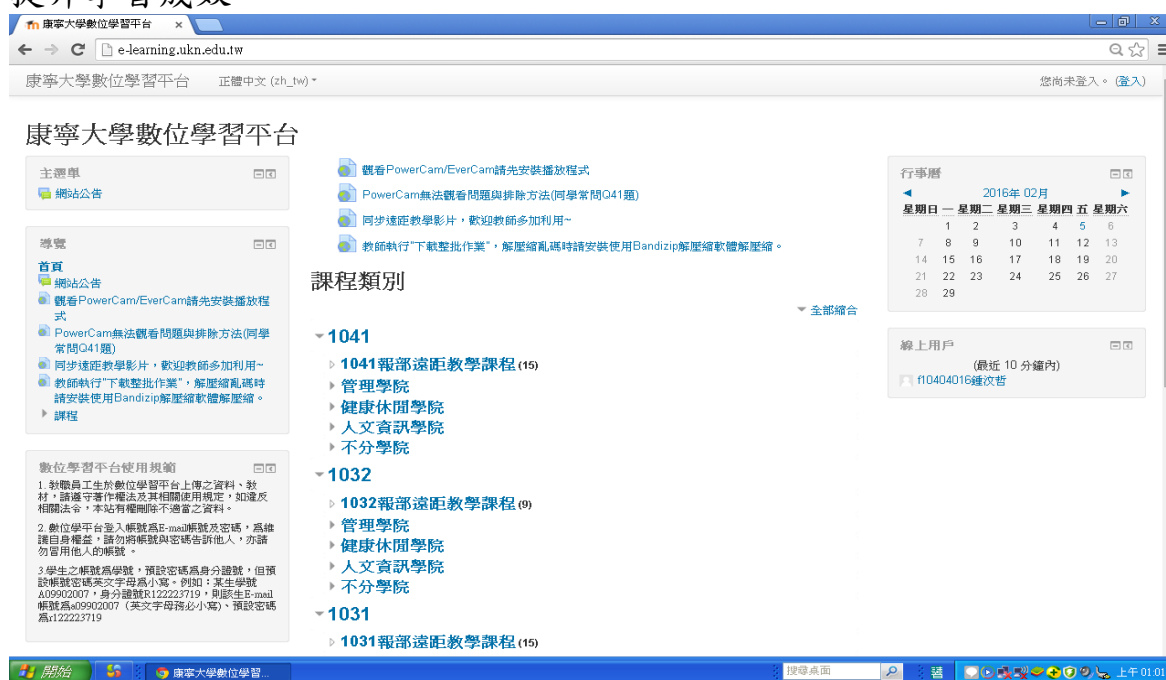 提升學習成效
康寧大學數位學習平台
e-learning.ukn.edu.tw
康寧大學數位學習平台 正體中文 (zh_tw)
您尚未登入。 (登入)
康寧大學數位學習平台
主選單
網站公告
導覽
首頁
網站公告
觀看PowerCam/EverCam請先安裝播放程
式
PowerCam無法觀看問題與排除方法(同學
常問Q41題)
同步遠距教學影片，歡迎教師多加利用~
教師執行"下載整批作業"，解壓縮亂碼時
請安裝使用Bandizip解壓縮軟體解壓縮。
課程
數位學習平台使用規範
1. 教職員工生於數位學習平台上傳之資料、教
材，請遵守著作權法及其相關使用規定，如違反
相關法令，本站有權刪除不適當之資料。
2. 數位學平台登入帳號為E-mail帳號及密碼，為維
護自身權益，請勿將帳號與密碼告訴他人，亦請
勿冒用他人的帳號 。
3.學生之帳號為學號，預設密碼為身分證號，但預
設帳號密碼英文字母為小寫。例如：某生學號
A09902007，身分證號R122223719，則該生E-mail
帳號為a09902007 (英文字母務必小寫)、預設密碼
為r122223719
觀看PowerCam/EverCam請先安裝播放程式
PowerCam無法觀看問題與排除方法(同學常問Q41題)
同步遠距教學影片，歡迎教師多加利用~
教師執行"下載整批作業"，解壓縮亂碼時請安裝使用Bandizip解壓縮軟體解壓縮。
課程類別
全部縮合
1041
1041報部遠距教學課程 (15)
管理學院
健康休閒學院
人文資訊學院
不分學院
1032
1032報部遠距教學課程 (9)
管理學院
健康休閒學院
人文資訊學院
不分學院
1031
1031報部遠距教學課程 (15)
行事曆
2016年 02月
星期日 一 星期二 星期三 星期四 五 星期六
1 2 3 4 5 6
7 8 9 10 11 12 13
14 15 16 17 18 19 20
21 22 23 24 25 26 27
28 29
線上用戶
(最近 10 分鐘內)
f10404016鍾汶哲
開始 康寧大學數位學習... 搜尋桌面 上午 01:01